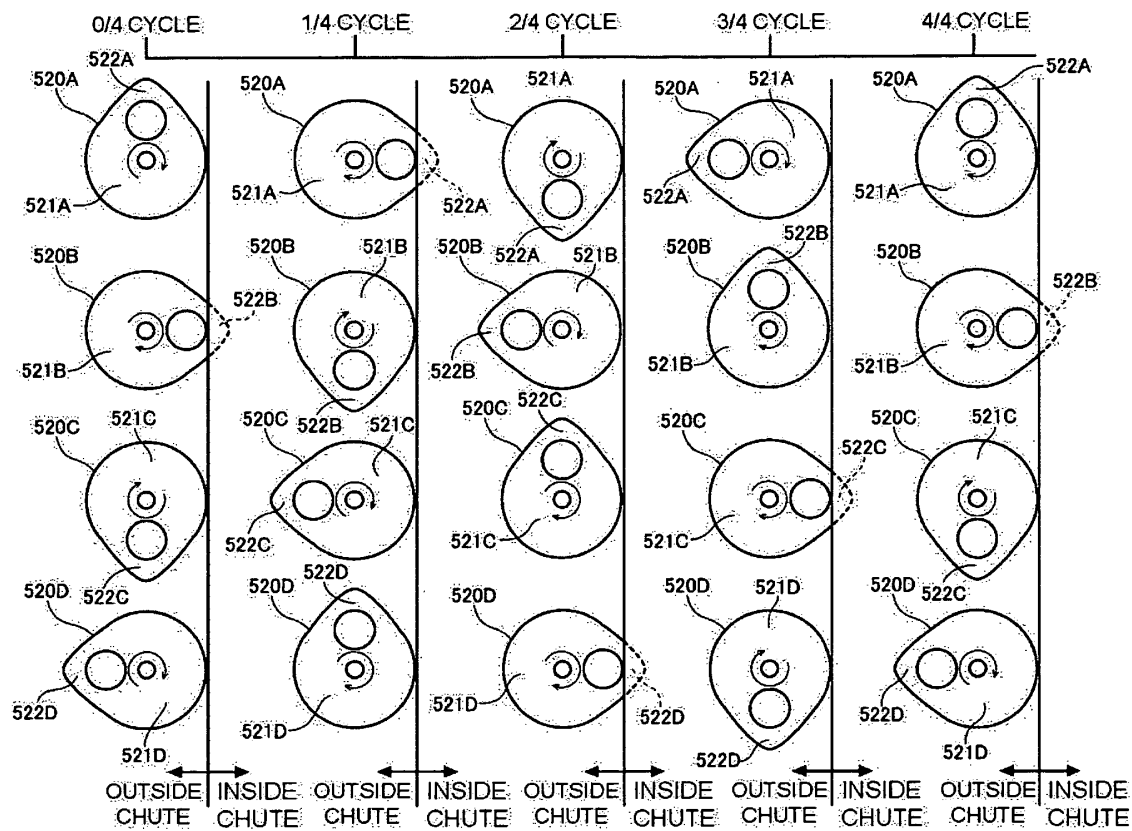 0/4 CYCLE 1/4 CYCLE 2/4 CYCLE 3/4 CYCLE 4/4 CYCLE
520A 522A 521A
520A 521A 522A
520A 521A 522A
520A 521A 522A
520A 522A 521A
520B 522B 521B
520B 521B 522B
520B 521B 522B
520B 522B 521B
520B 522B 521B
520C 521C 522C
520C 521C 522C
520C 522C 521C
520C 522C 521C
520C 521C 522C
520D 522D 521D
520D 522D 521D
520D 521D 522D
520D 521D 522D
520D 522D 521D
OUTSIDE CHUTE
INSIDE CHUTE
OUTSIDE CHUTE
INSIDE CHUTE
OUTSIDE CHUTE
INSIDE CHUTE
OUTSIDE CHUTE
INSIDE CHUTE
OUTSIDE CHUTE
INSIDE CHUTE